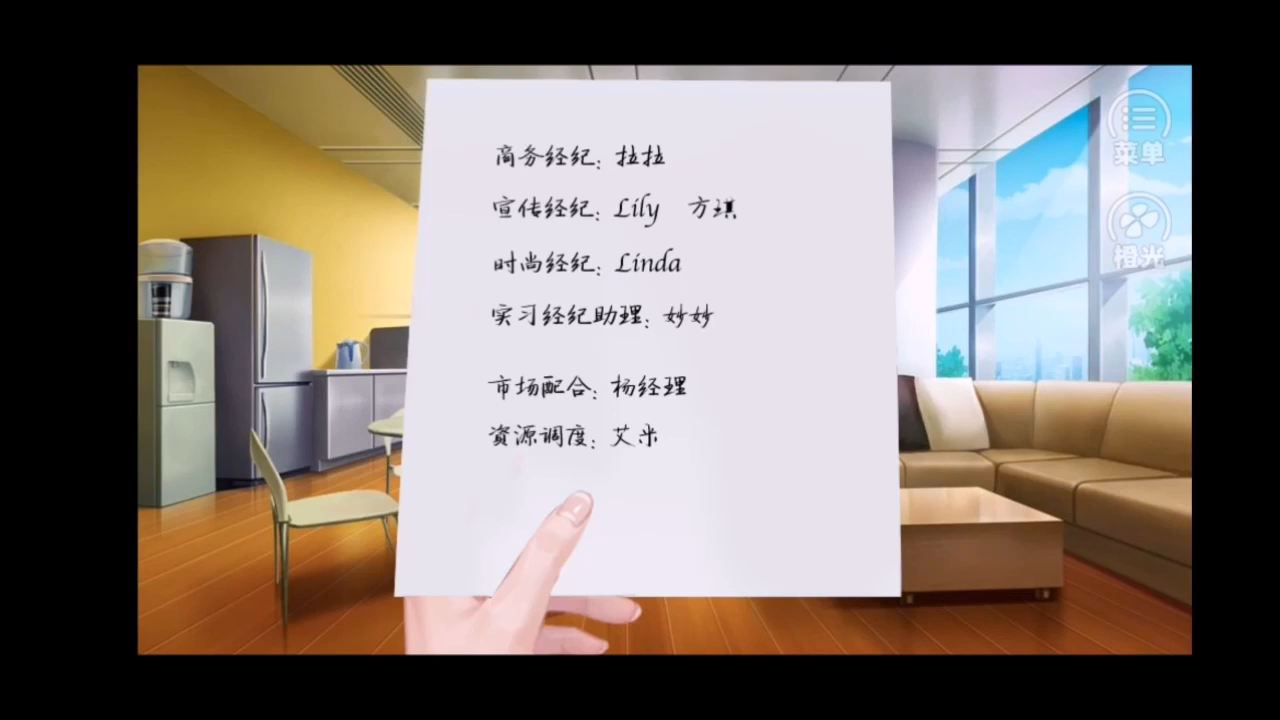 商务经纪：拉拉
宣传经纪：Lily 方琪
时尚经纪：Linda
实习经纪助理：妙妙
市场配合：杨经理
资源调度：艾米
菜单
橙光